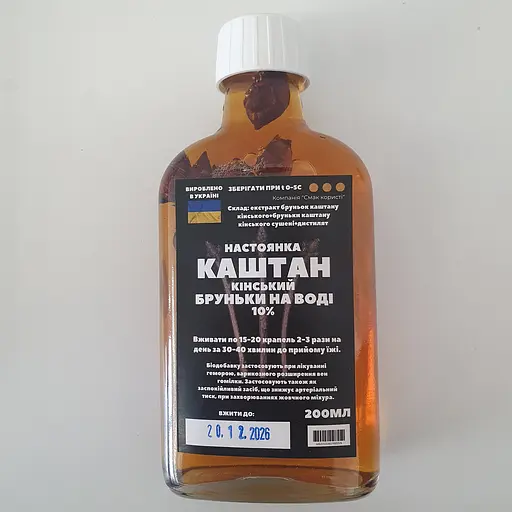 ВИРОБЛЕНО
В УКРАЇНІ
ЗБЕРІГАТИ ПРИ t 0-5С
Компанія "Смак користі"
Склад: екстракт бруньок каштану
кінського+бруньки каштану
кінського сушені+дистилят
НАСТОЯНКА
КАШТАН
КІНСЬКИЙ
БРУНЬКИ НА ВОДІ
10%
Вживати по 15-20 крапель 2-3 рази на
день за 30-40 хвилин до прийому їжі.
Біодобавку застосовують при лікуванні
геморою, варикозного розширення вен
гомілки. Застосовують також як
заспокійливий засіб, що знижує артеріальний
тиск, при захворюваннях жовчного міхура.
ВЖИТИ ДО:
200МЛ
20.12.2026